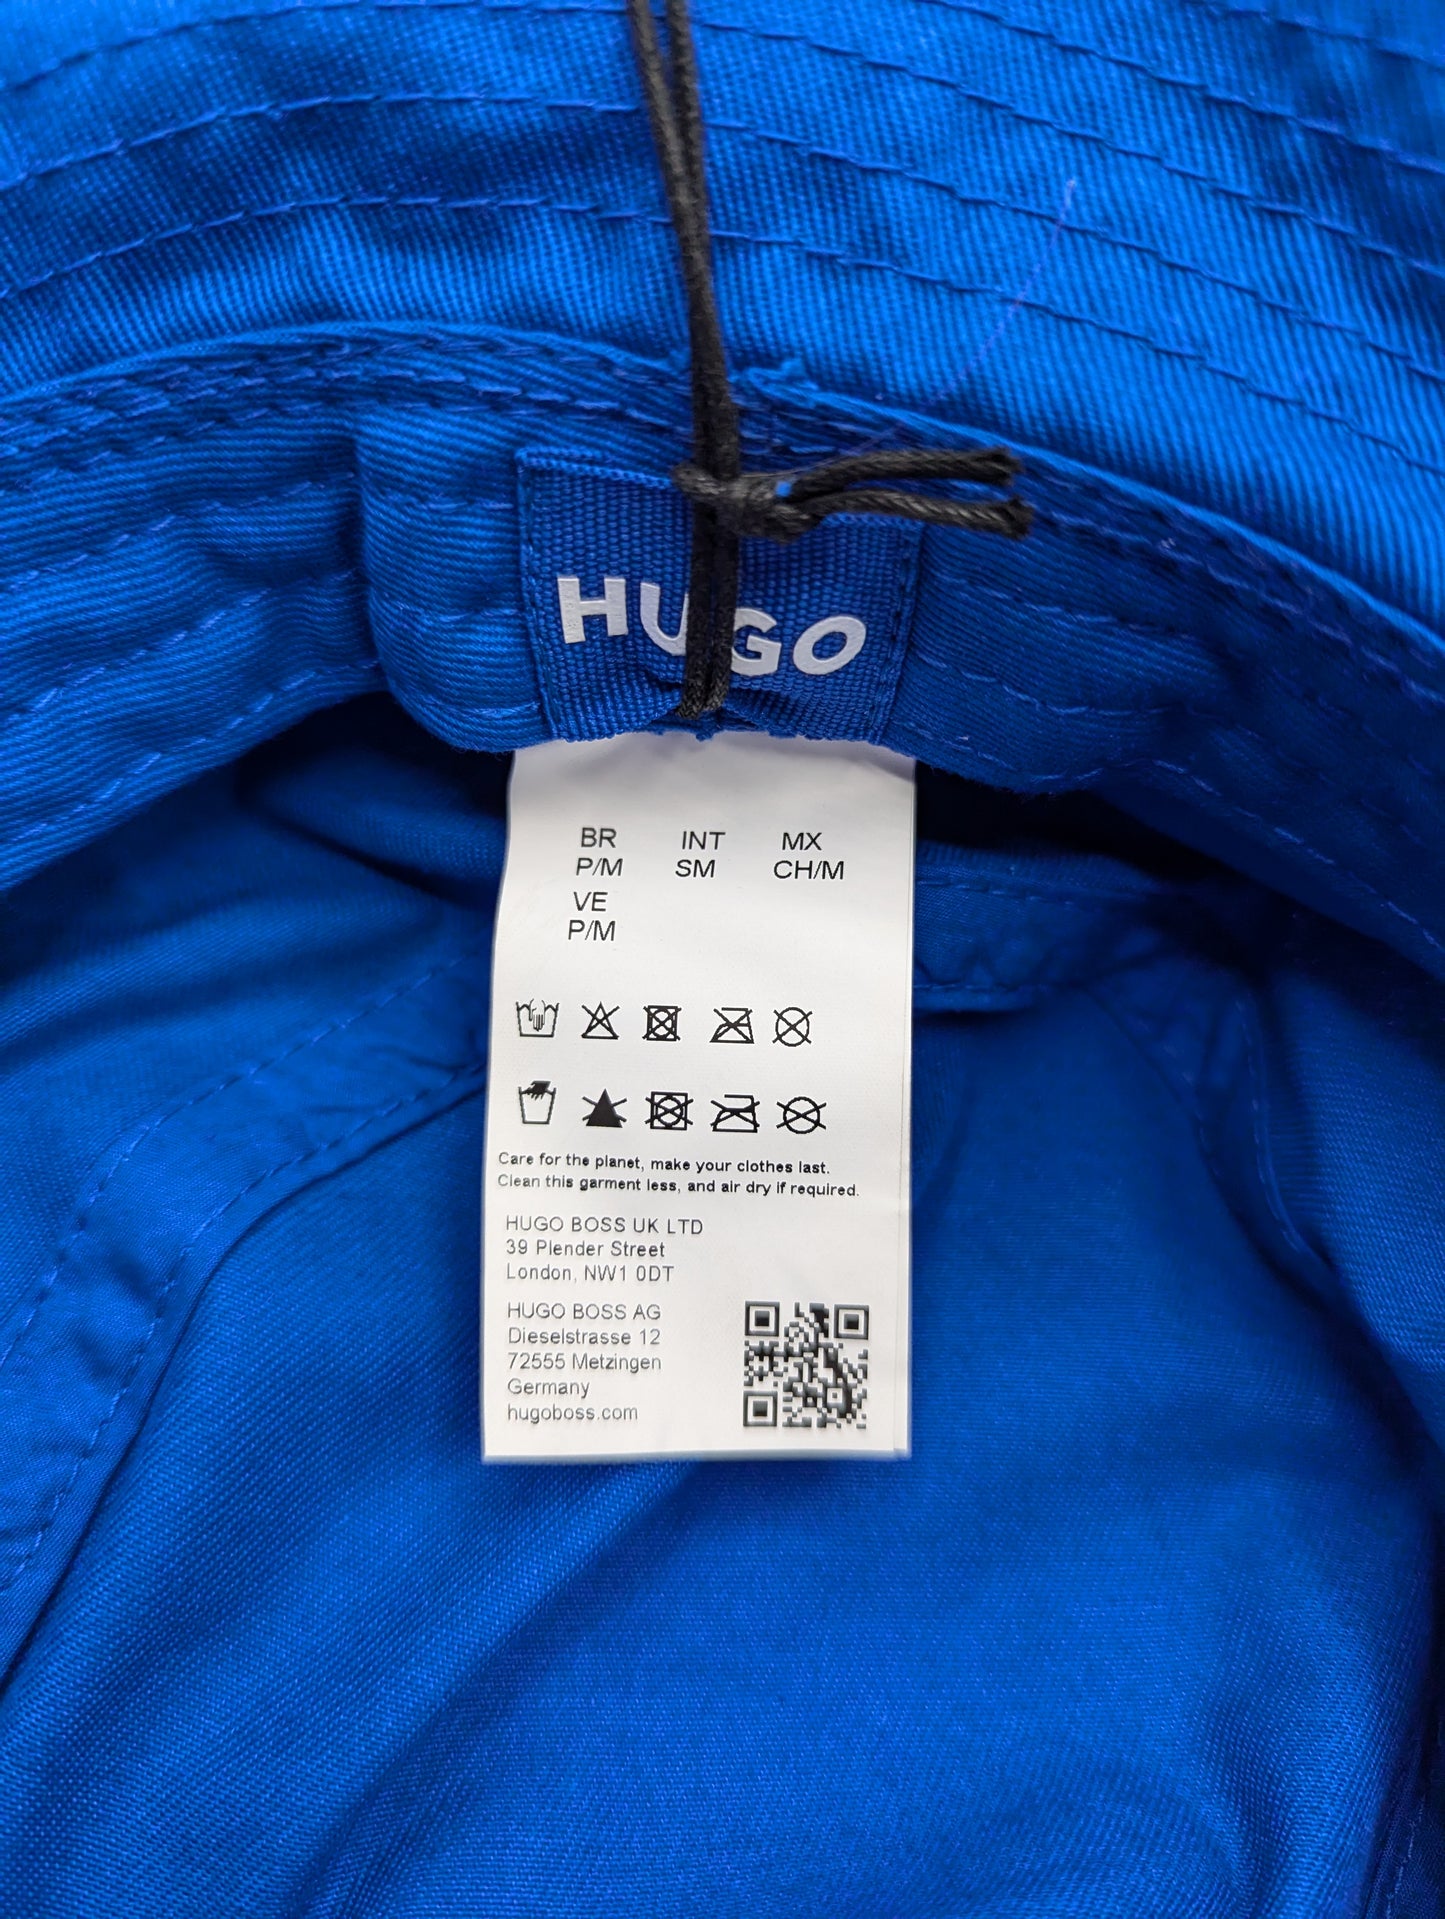 HUGO
BR INT MX
P/M SM CH/M
VE
P/M
Care for the planet, make your clothes last.
Clean this garment less, and air dry if required.
HUGO BOSS UK LTD
39 Plender Street
London, NW1 0DT
HUGO BOSS AG
Dieselstrasse 12
72555 Metzingen
Germany
hugoboss.com